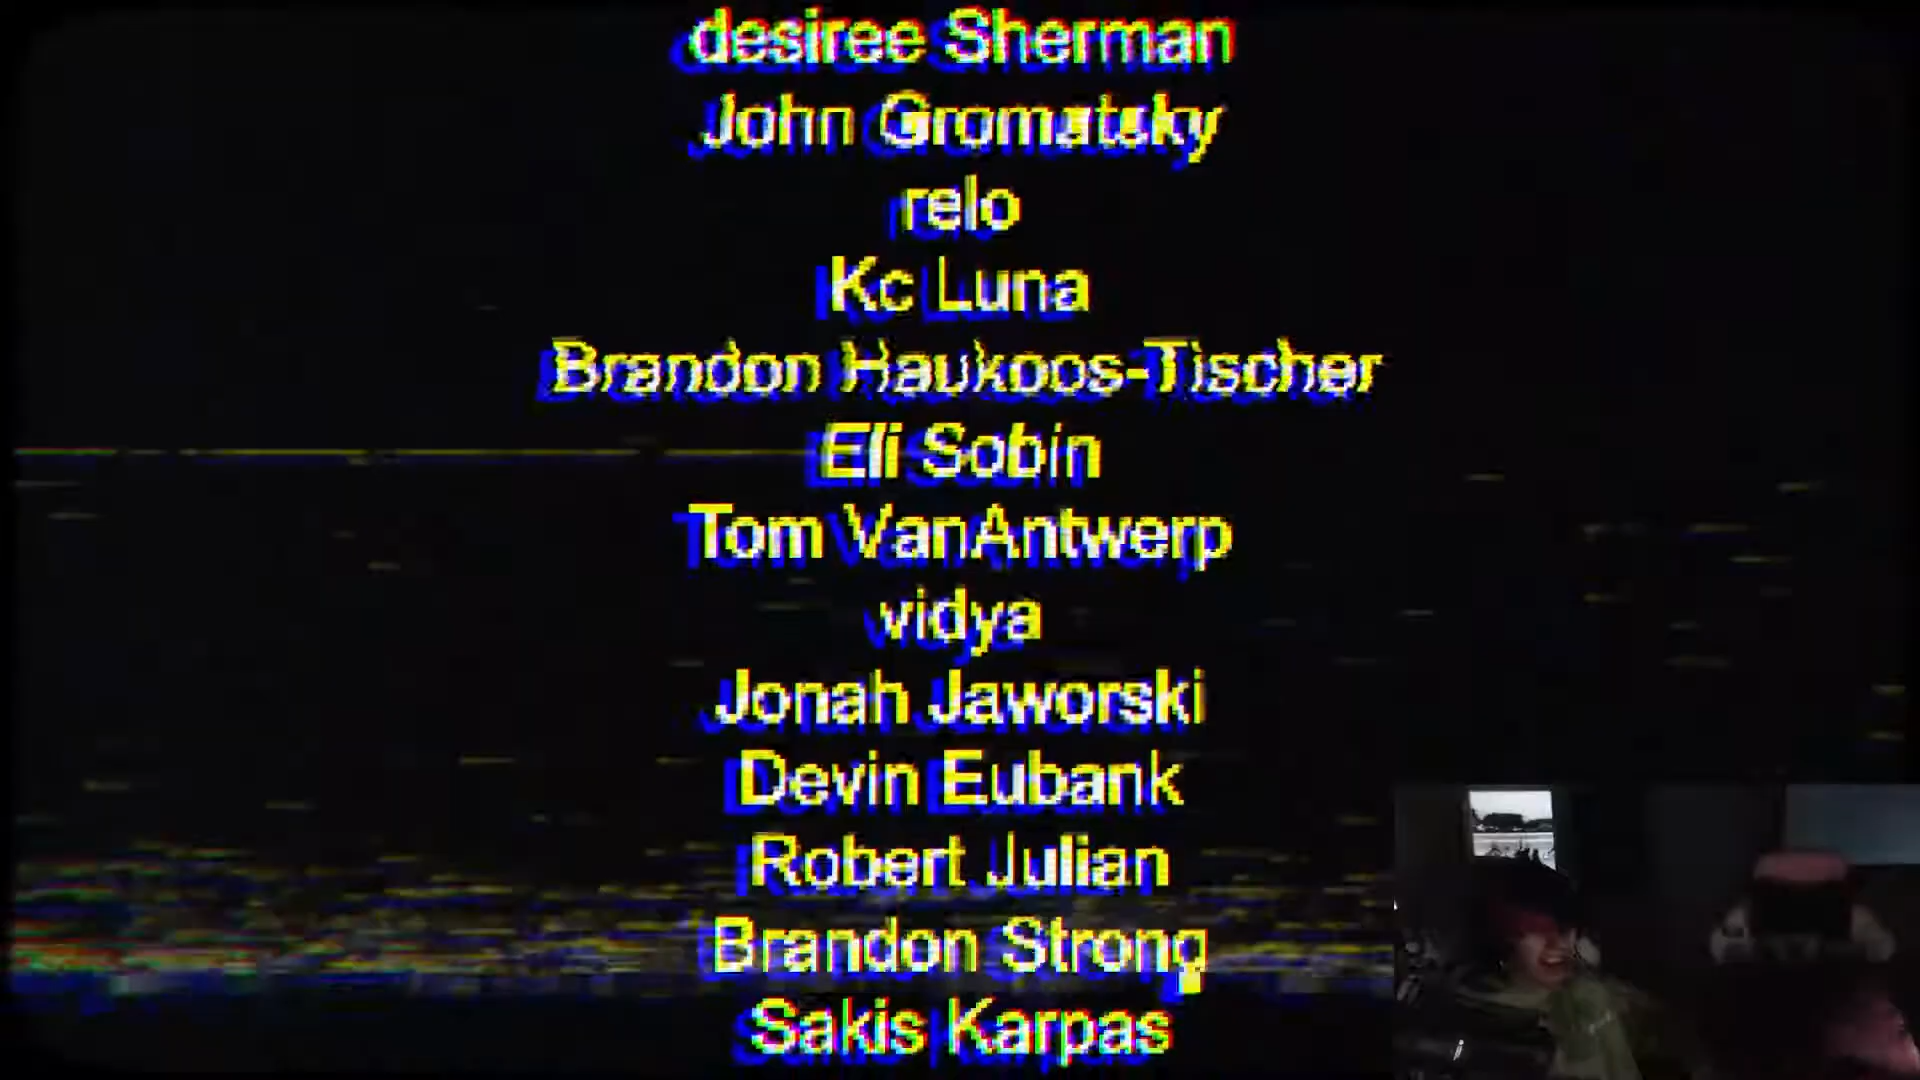 desiree Sherman
John Gromatsky
relo
Kc Luna
Brandon Haukoos-Tischer
Eli Sobin
Tom VanAntwerp
vidya
Jonah Jaworski
Devin Eubank
Robert Julian
Brandon Strong
Sakis Karpas